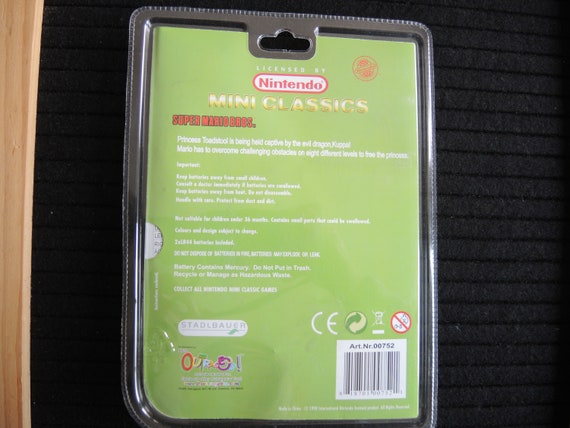 LICENSED BY
Nintendo
MINI CLASSICS
SUPER MARIO BROS.
Princess Toadstool is being held captive by the evil dragon,Kuppa!
Mario has to overcome challenging obstacles on eight different levels to free the princess.
Important:
Keep batteries away from small children.
Consult a doctor immediately if batteries are swallowed.
Keep batteries away from heat. Do not disassemble.
Handle with care. Protect from dust and dirt.
Not suitable for children under 36 months. Contains small parts that could be swallowed.
Colours and design subject to change.
2xLR44 batteries included.
DO NOT DISPOSE OF BATTERIES IN FIRE, BATTERIES MAY EXPLODE OR LEAK.
Battery Contains Mercury. Do Not Put in Trash.
Recycle or Manage as Hazardous Waste.
COLLECT ALL NINTENDO MINI CLASSIC GAMES
STADLBAUER
CE
0-3
Art.Nr.00752
Made in China